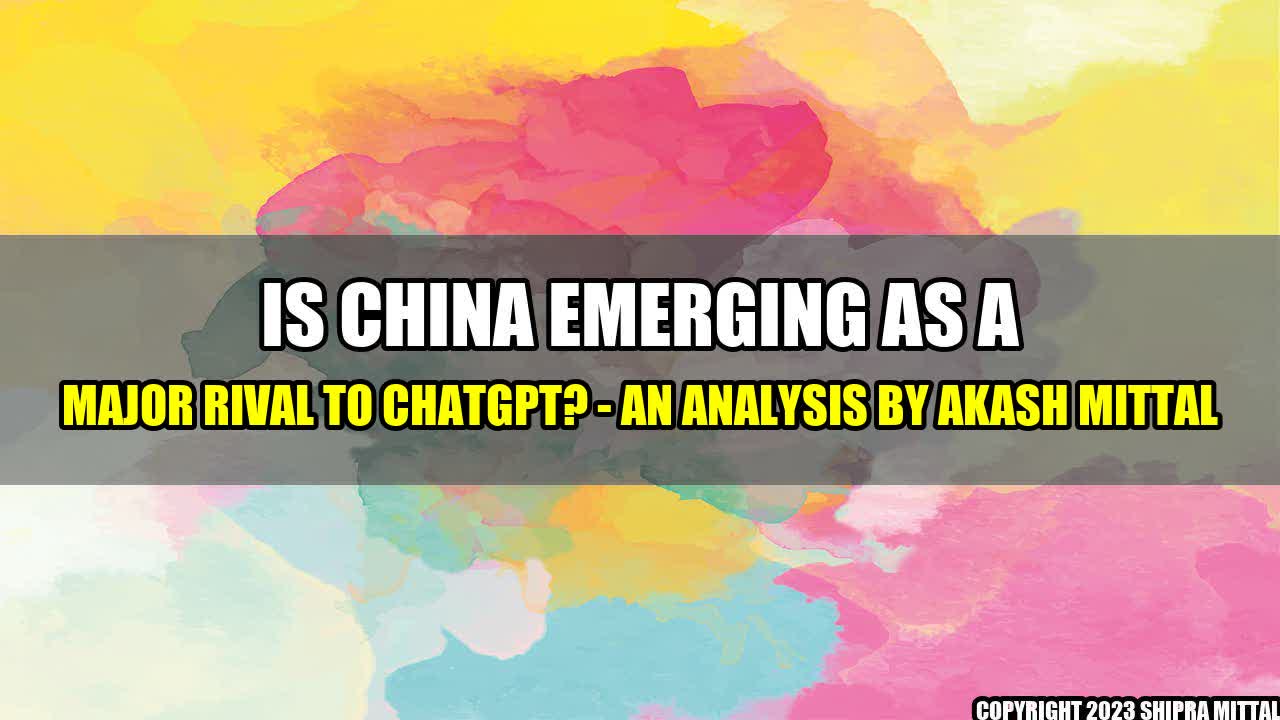 IS CHINA EMERGING AS A
MAJOR RIVAL TO CHATGPT? - AN ANALYSIS BY AKASH MITTAL
COPYRIGHT 2023 SHIPRA MITTAL